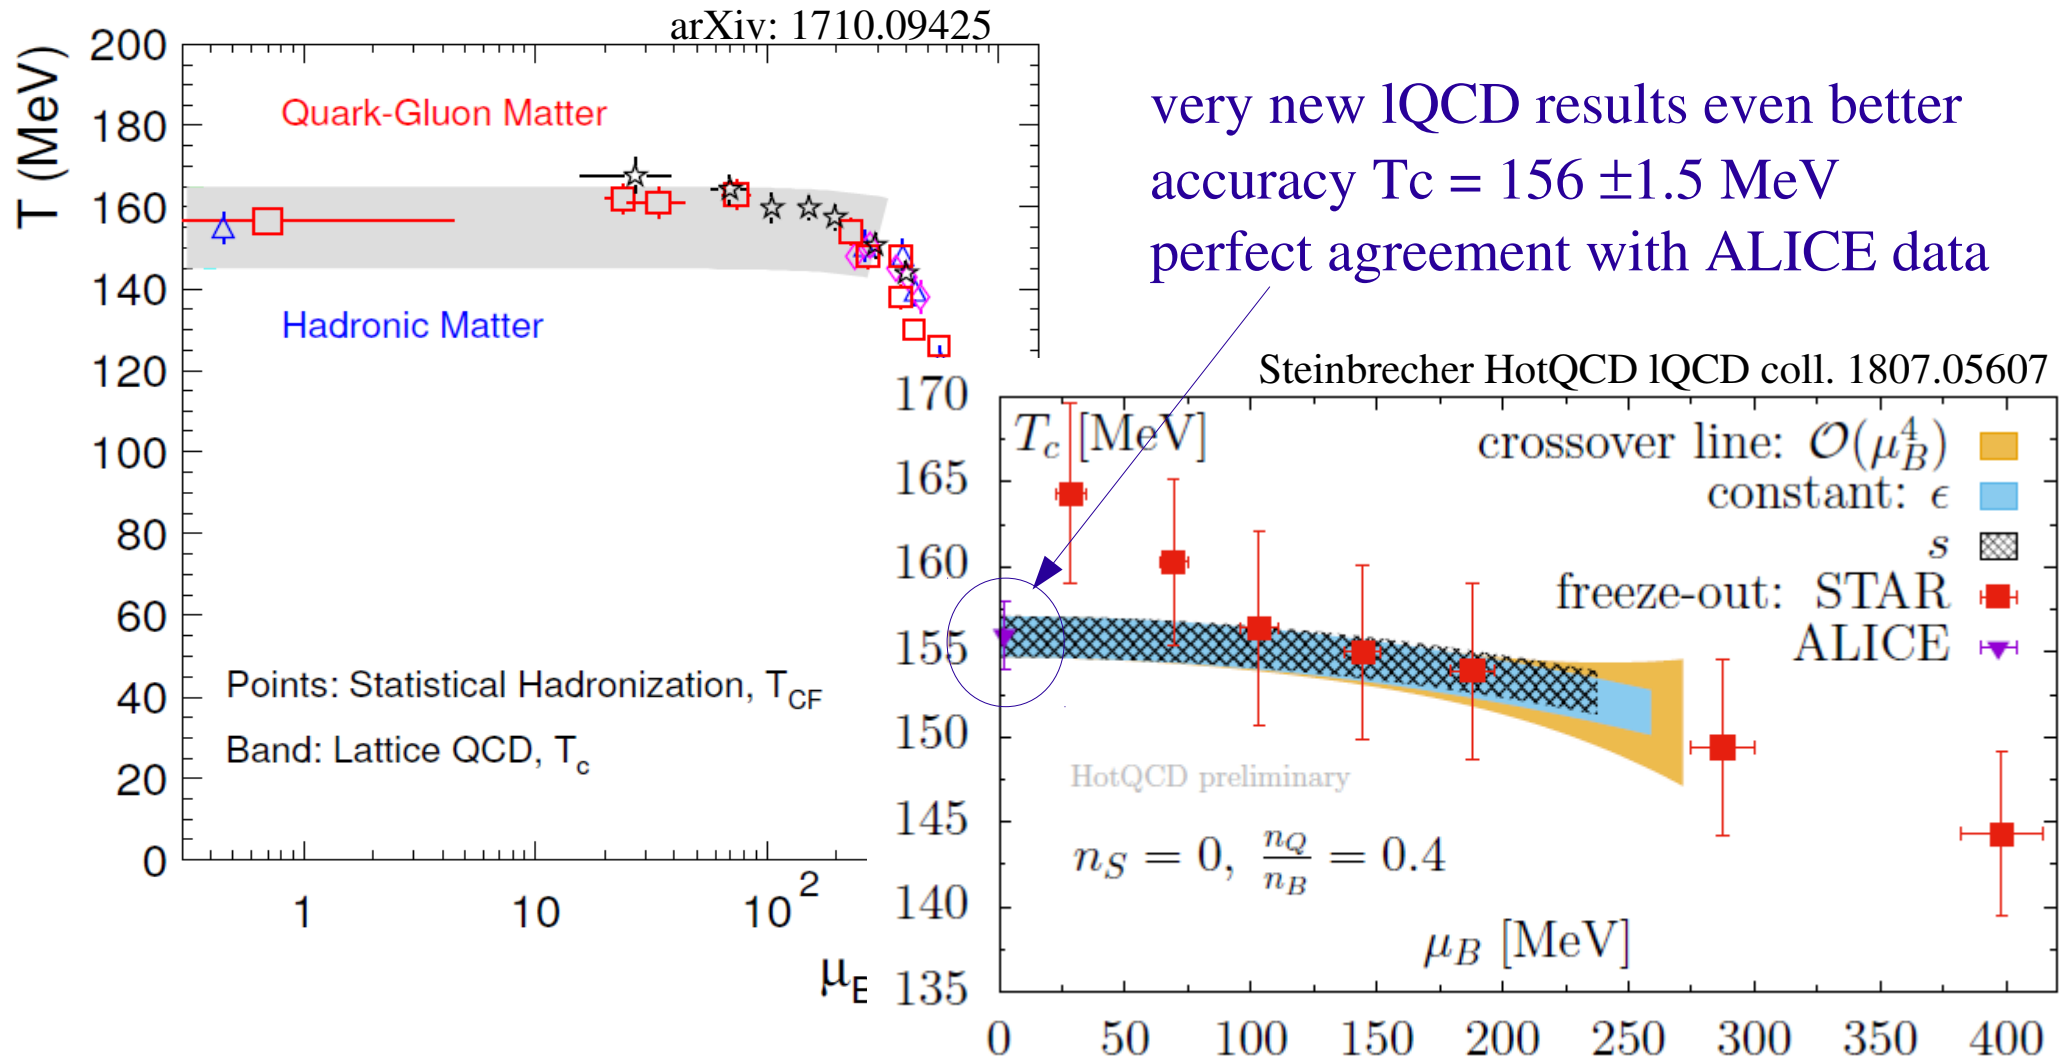 arXiv: 1710.09425
T (MeV)
200
180
160
140
120
100
80
60
40
20
0
Quark-Gluon Matter
Hadronic Matter
Points: Statistical Hadronization, T_CF
Band: Lattice QCD, T_c
1
10
10^2
μ_B
very new lQCD results even better
accuracy Tc = 156 ±1.5 MeV
perfect agreement with ALICE data
Steinbrecher HotQCD lQCD coll. 1807.05607
170
165
160
155
150
145
140
135
T_c [MeV]
crossover line: 𝒪(μ_B^4)
constant: ϵ
s
freeze-out: STAR
ALICE
HotQCD preliminary
n_S = 0, n_Q/n_B = 0.4
μ_B [MeV]
0 50 100 150 200 250 300 350 400